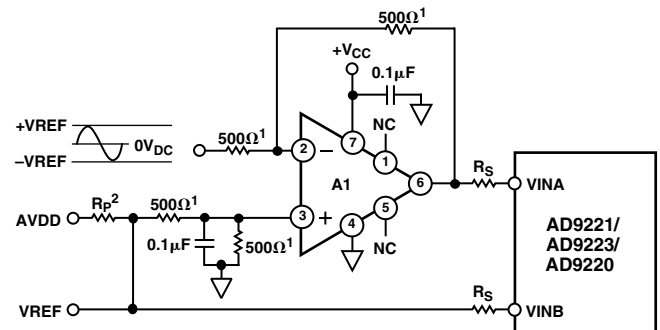 500Ω¹
+VCC
0.1µF
+VREF
0VDC
–VREF
500Ω¹
NC
2
–
7
1
A1
6
RS
VINA
AVDD
RP²
500Ω¹
3
+
4
5
NC
0.1µF
500Ω¹
AD9221/
AD9223/
AD9220
VREF
RS
VINB